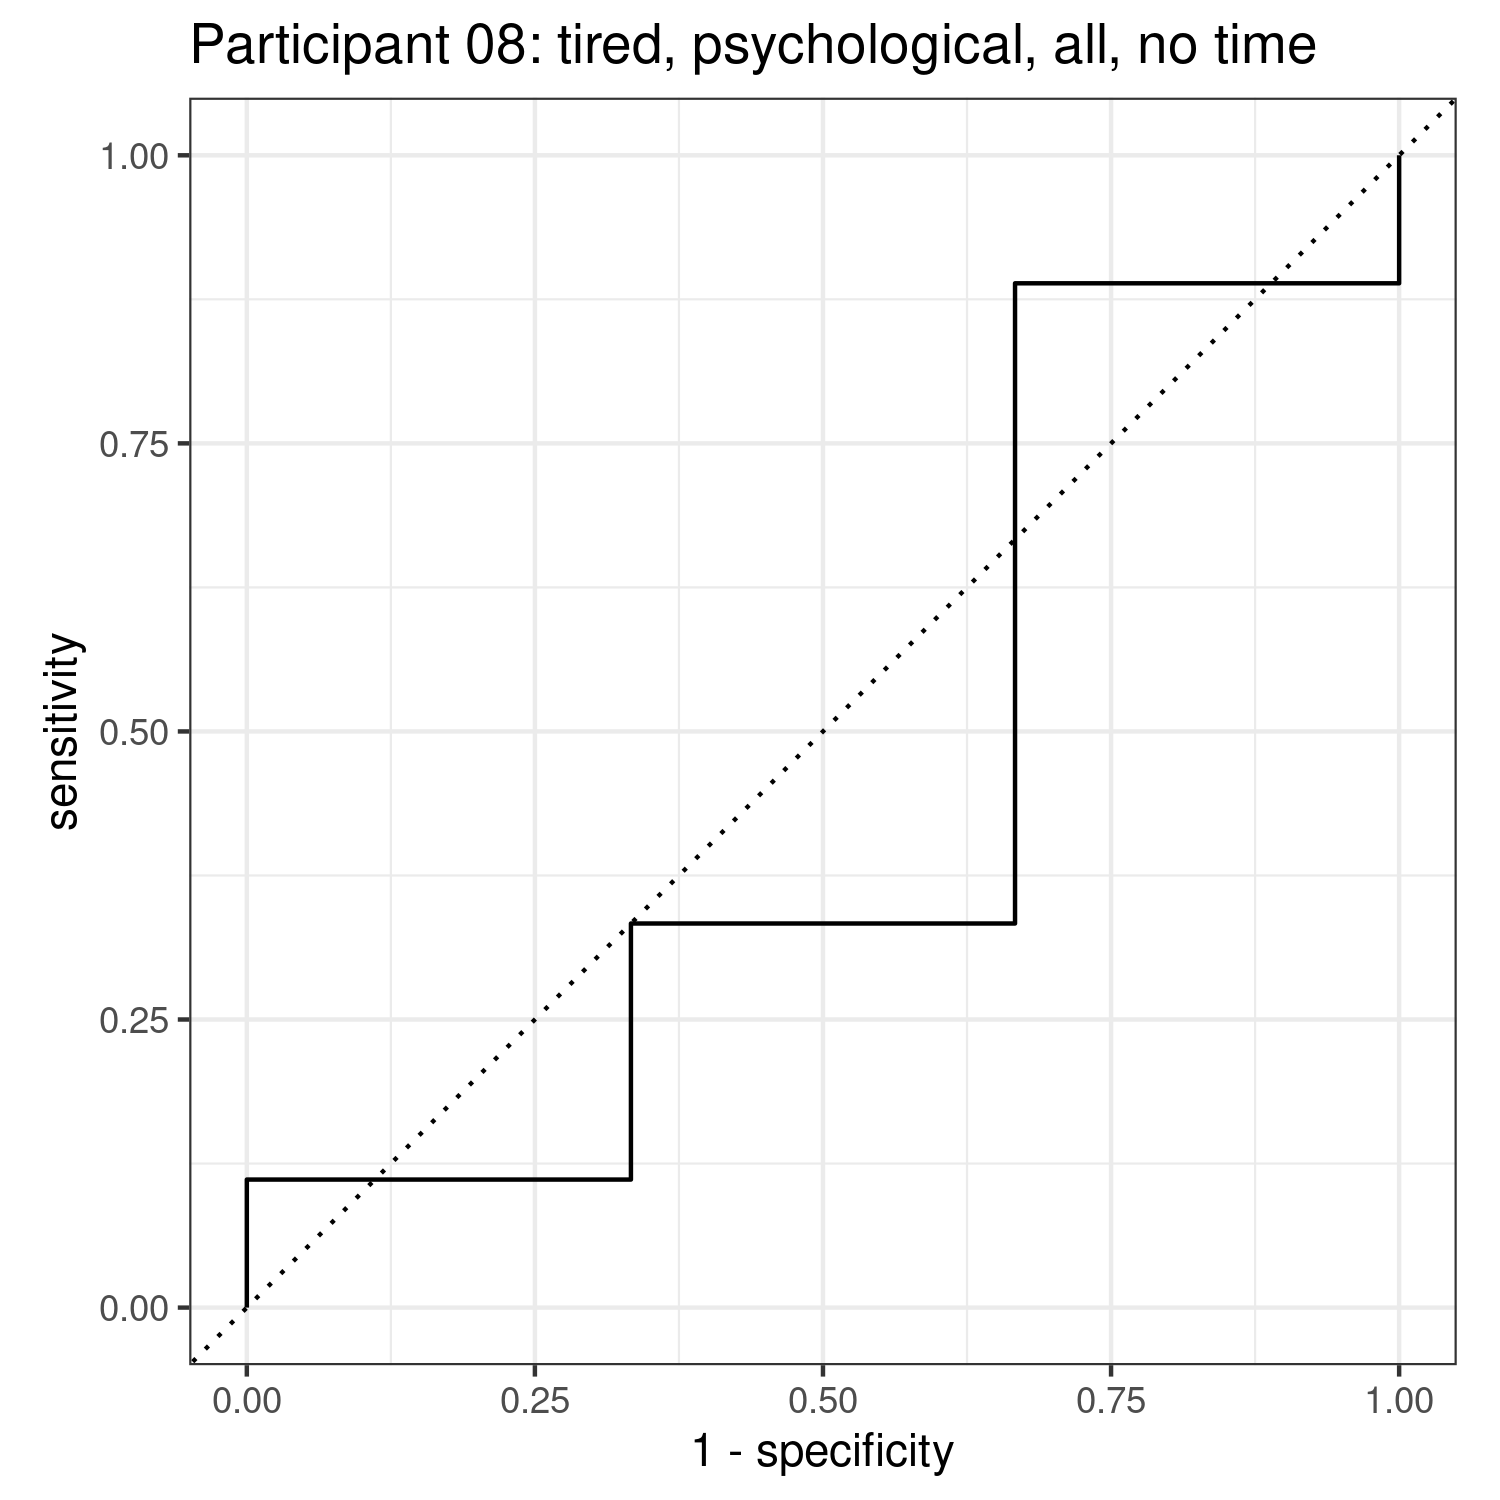 Participant 08: tired, psychological, all, no time
1.00
0.75
0.50
0.25
0.00
sensitivity
0.00 0.25 0.50 0.75 1.00
1 - specificity